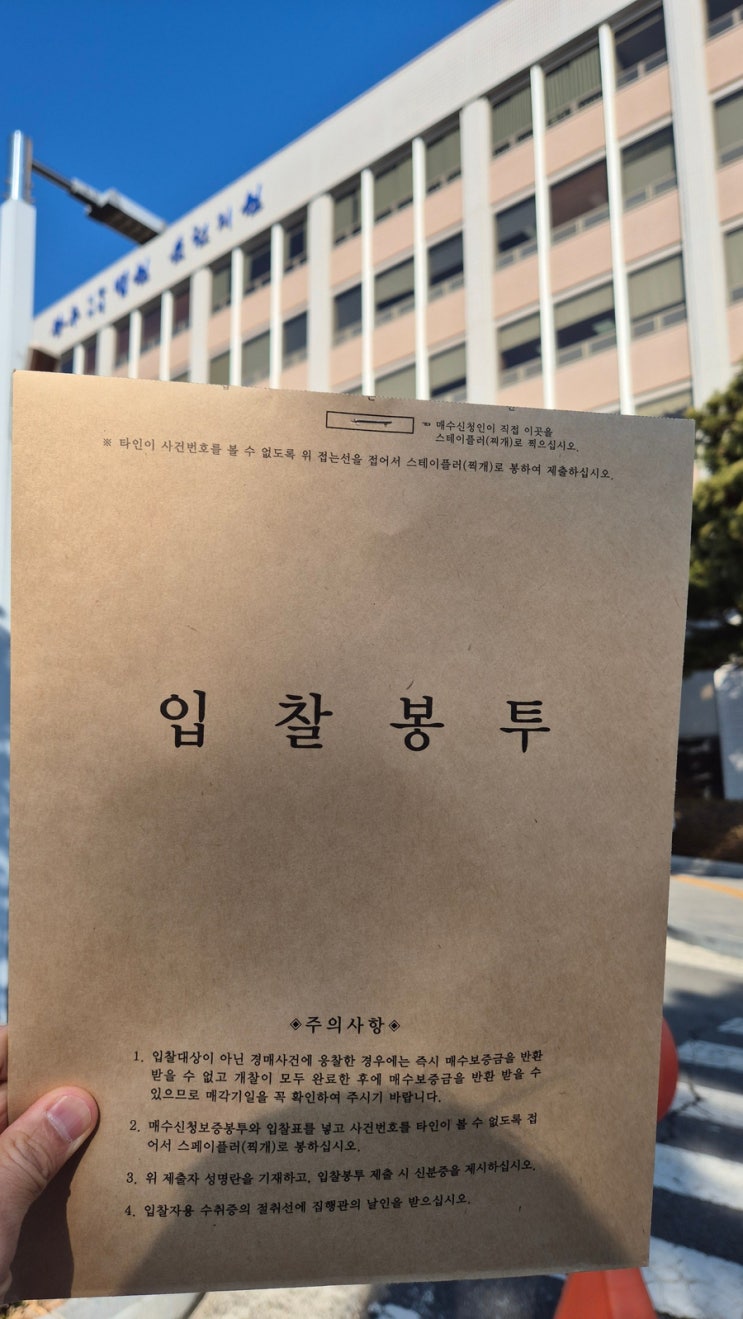 광주지방법원 순천지원
☜ 매수신청인이 직접 이곳을
스테이플러(찍개)로 찍으십시오.
※ 타인이 사건번호를 볼 수 없도록 위 접는선을 접어서 스테이플러(찍개)로 봉하여 제출하십시오.
입 찰 봉 투
◈주의사항◈
1. 입찰대상이 아닌 경매사건에 응찰한 경우에는 즉시 매수보증금을 반환
받을 수 없고 개찰이 모두 완료한 후에 매수보증금을 반환 받을 수
있으므로 매각기일을 꼭 확인하여 주시기 바랍니다.
2. 매수신청보증봉투와 입찰표를 넣고 사건번호를 타인이 볼 수 없도록 접
어서 스페이플러(찍개)로 봉하십시오.
3. 위 제출자 성명란을 기재하고, 입찰봉투 제출 시 신분증을 제시하십시오.
4. 입찰자용 수취증의 절취선에 집행관의 날인을 받으십시오.